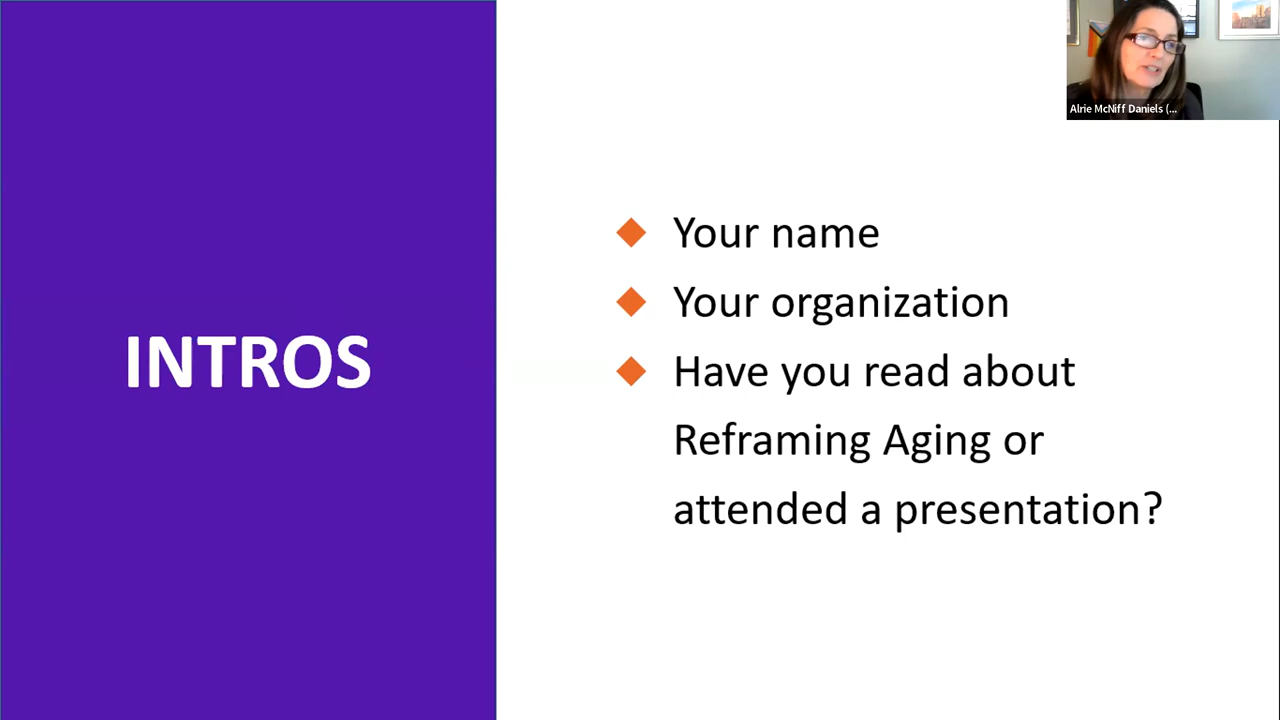 Alrie McNiff Daniels (...
INTROS
Your name
Your organization
Have you read about
Reframing Aging or
attended a presentation?